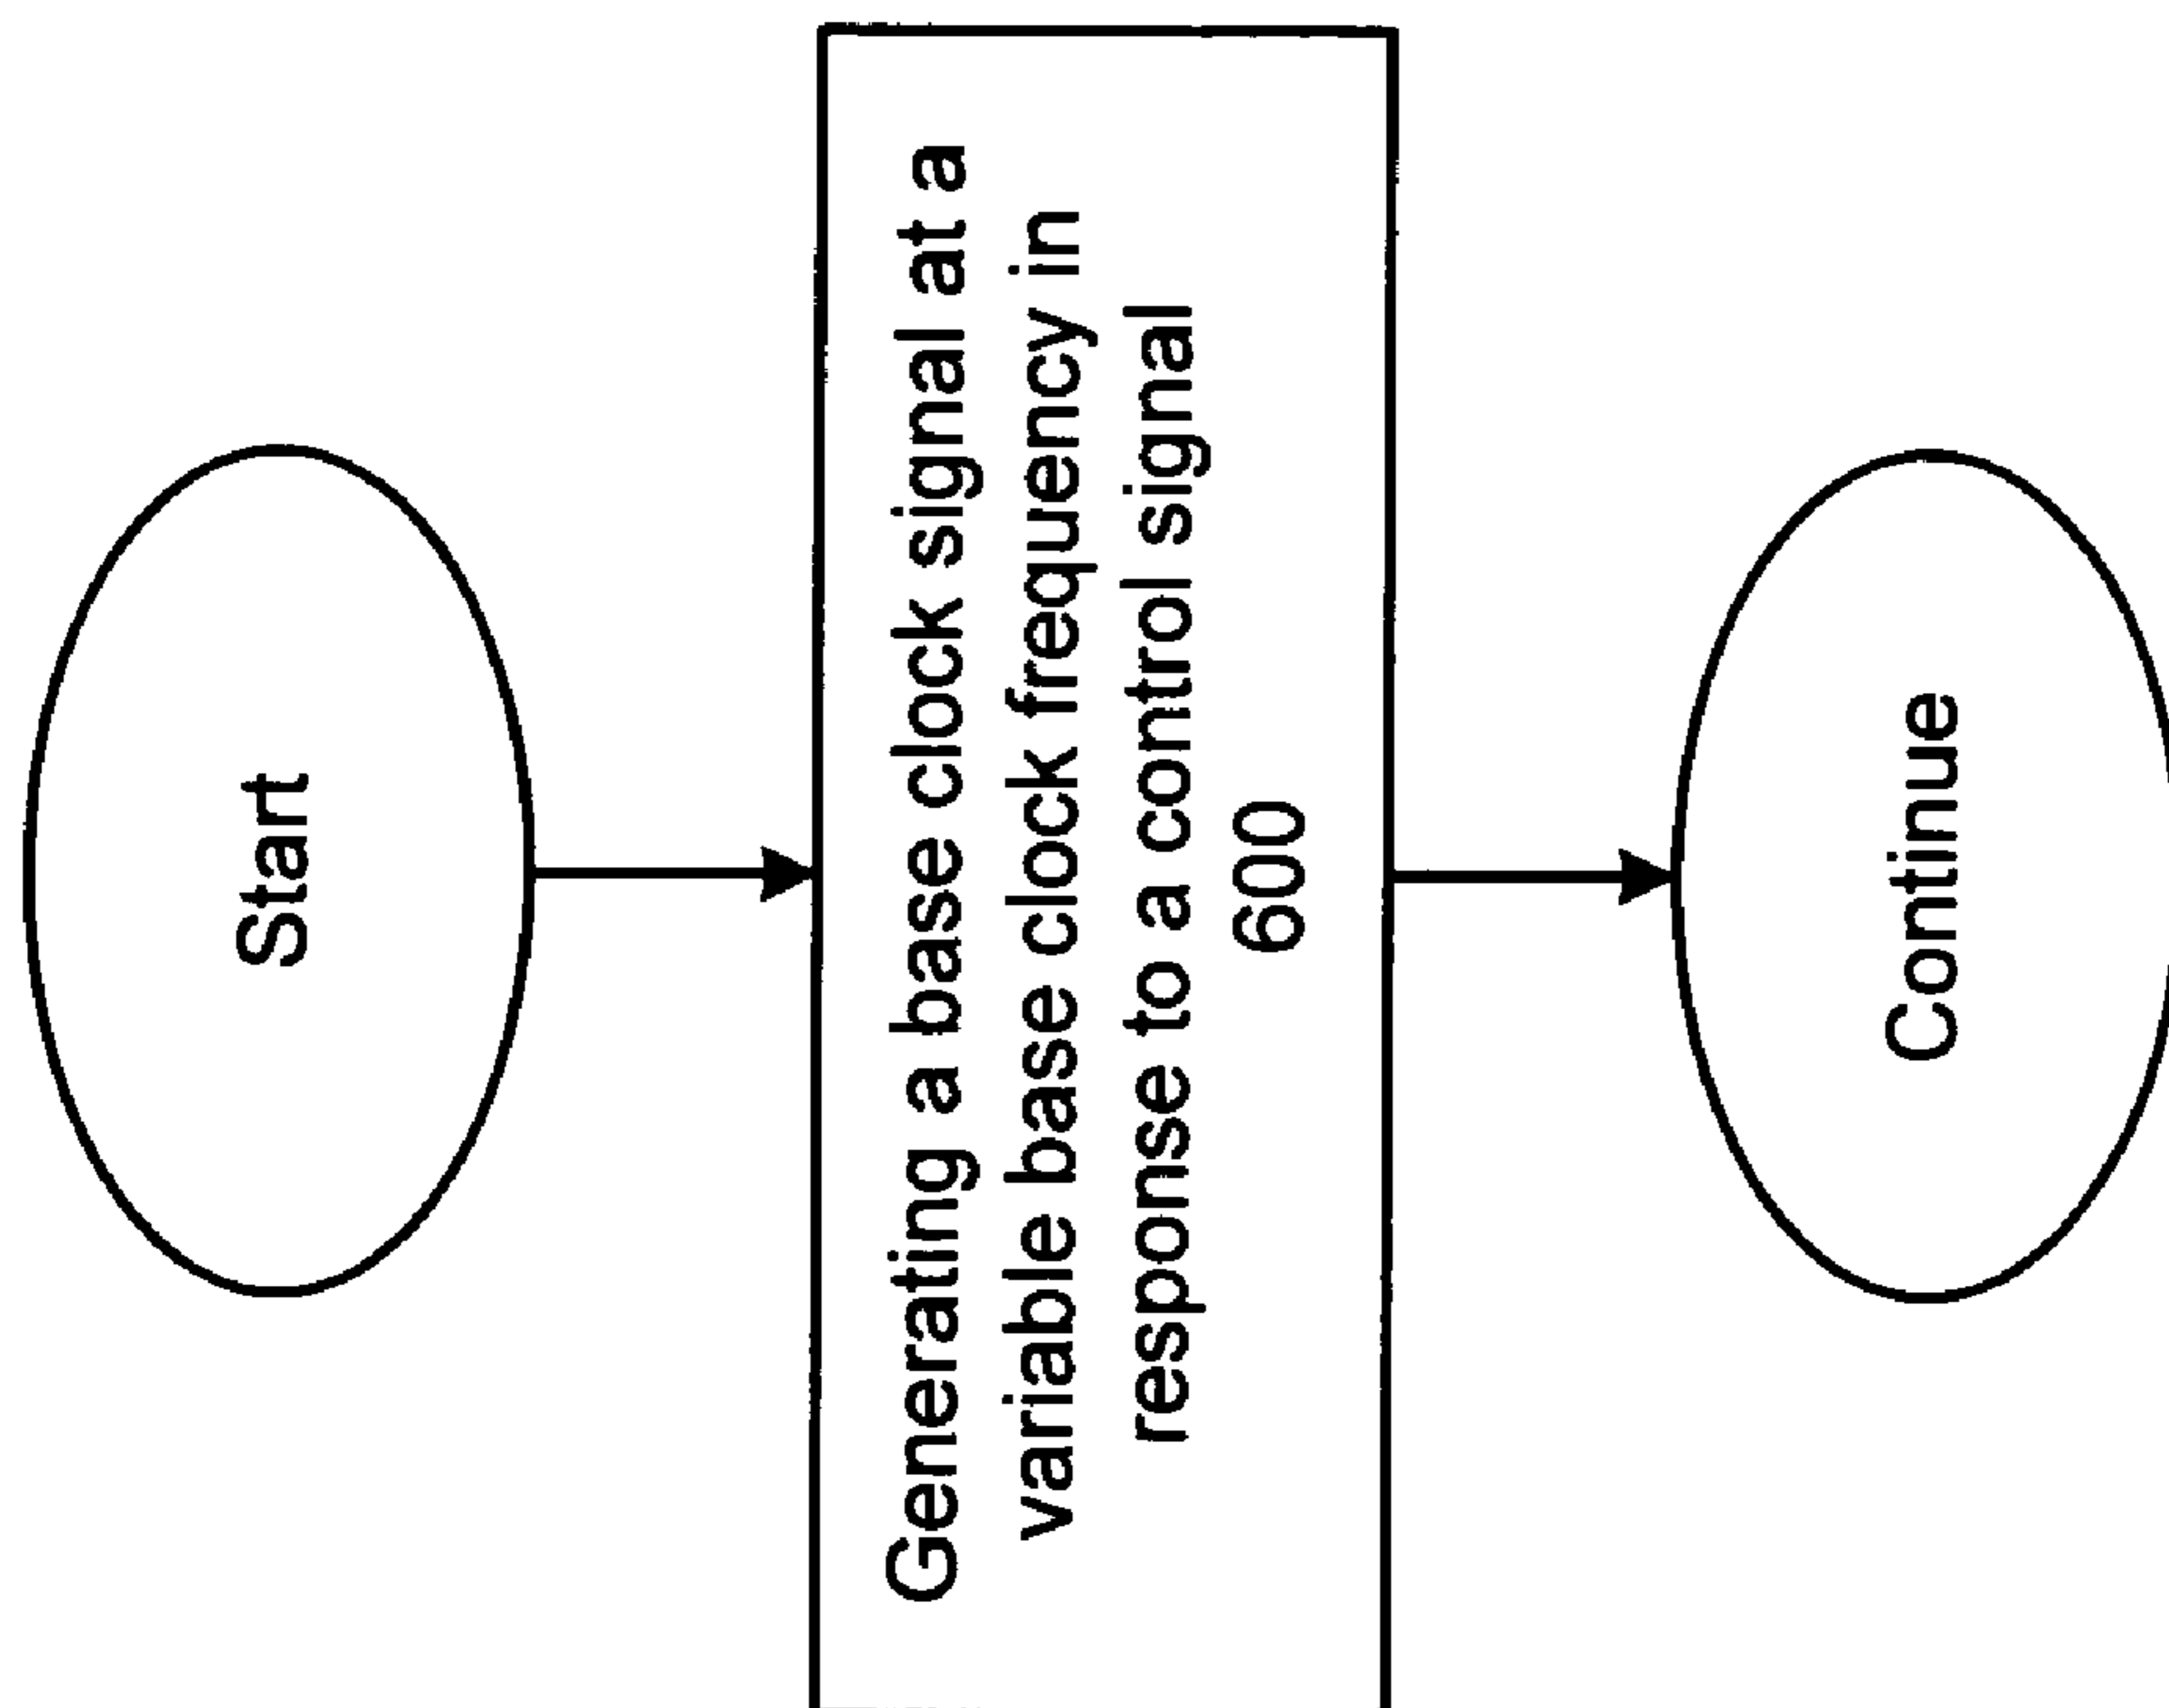 Start
Generating a base clock signal at a
variable base clock frequency in
response to a control signal
600
Continue